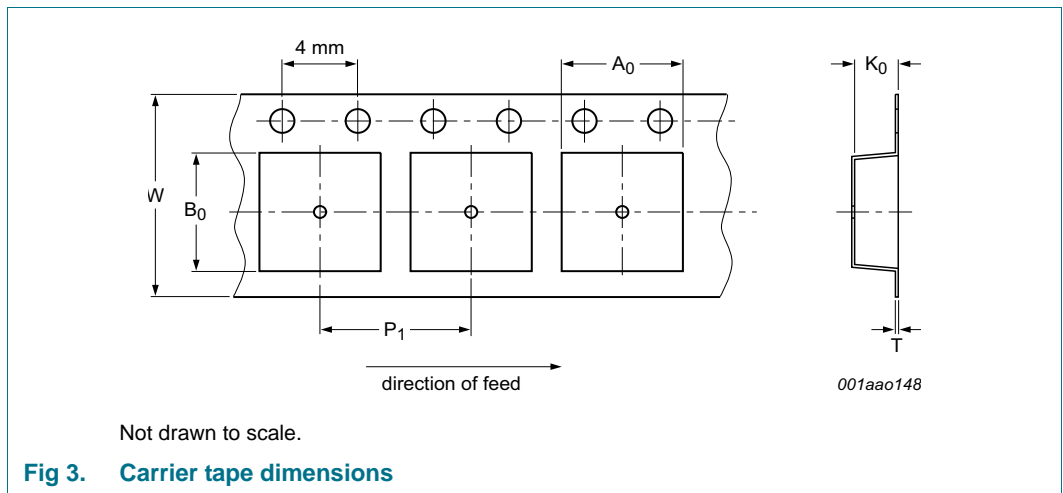 4 mm
A0
K0
W
B0
P1
T
direction of feed
001aao148
Not drawn to scale.
Fig 3. Carrier tape dimensions